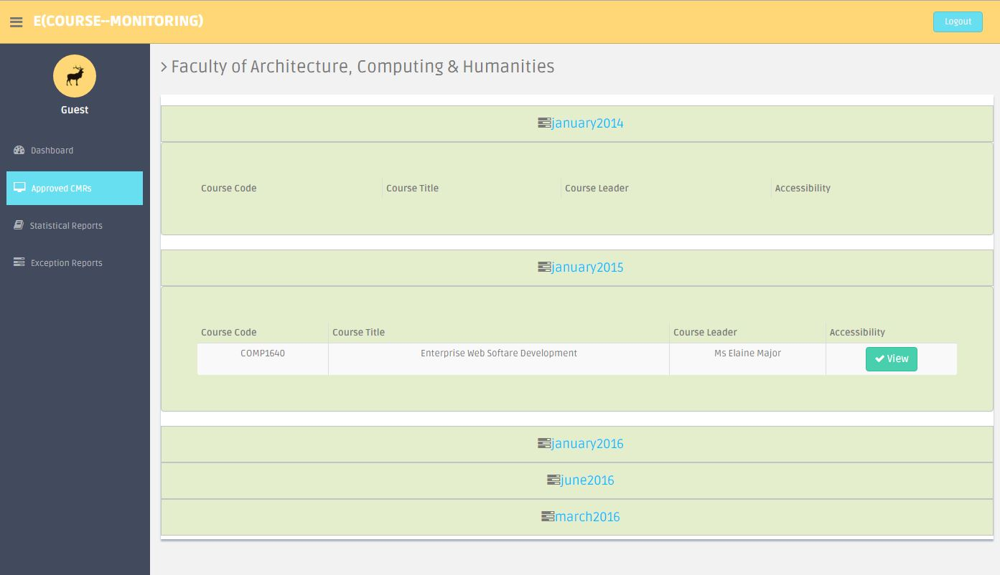 E(COURSE--MONITORING)
Logout
Guest
Dashboard
Approved CMRs
Statistical Reports
Exception Reports
Faculty of Architecture, Computing & Humanities
january2014
Course Code Course Title Course Leader Accessibility
january2015
Course Code Course Title Course Leader Accessibility
COMP1640 Enterprise Web Softare Development Ms Elaine Major View
january2016
june2016
march2016